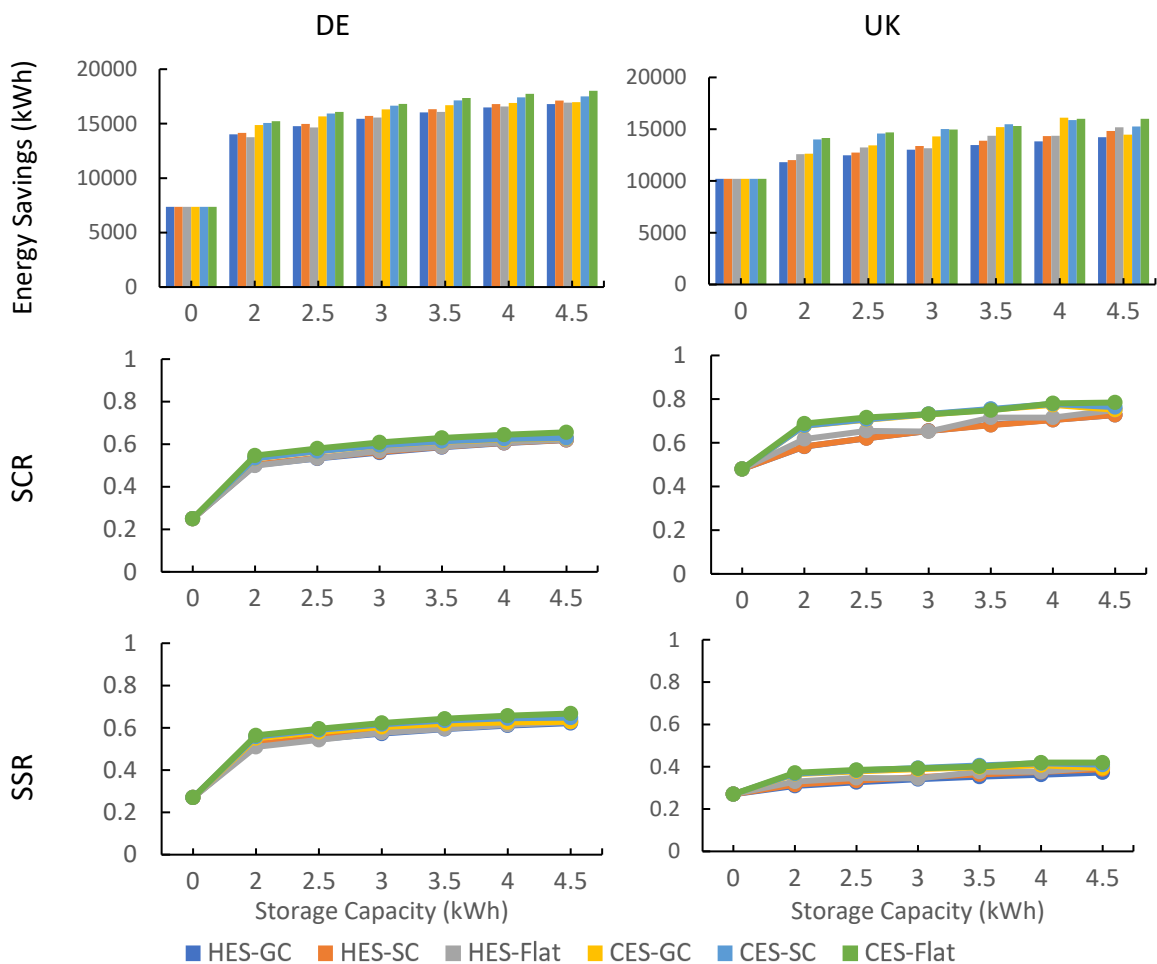 DE UK
Energy Savings (kWh)
20000
15000
10000
5000
0
0 2 2.5 3 3.5 4 4.5
20000
15000
10000
5000
0
0 2 2.5 3 3.5 4 4.5
SCR
1
0.8
0.6
0.4
0.2
0
0 2 2.5 3 3.5 4 4.5
1
0.8
0.6
0.4
0.2
0
0 2 2.5 3 3.5 4 4.5
SSR
1
0.8
0.6
0.4
0.2
0
0 2 2.5 3 3.5 4 4.5
Storage Capacity (kWh)
1
0.8
0.6
0.4
0.2
0
0 2 2.5 3 3.5 4 4.5
Storage Capacity (kWh)
HES-GC HES-SC HES-Flat CES-GC CES-SC CES-Flat